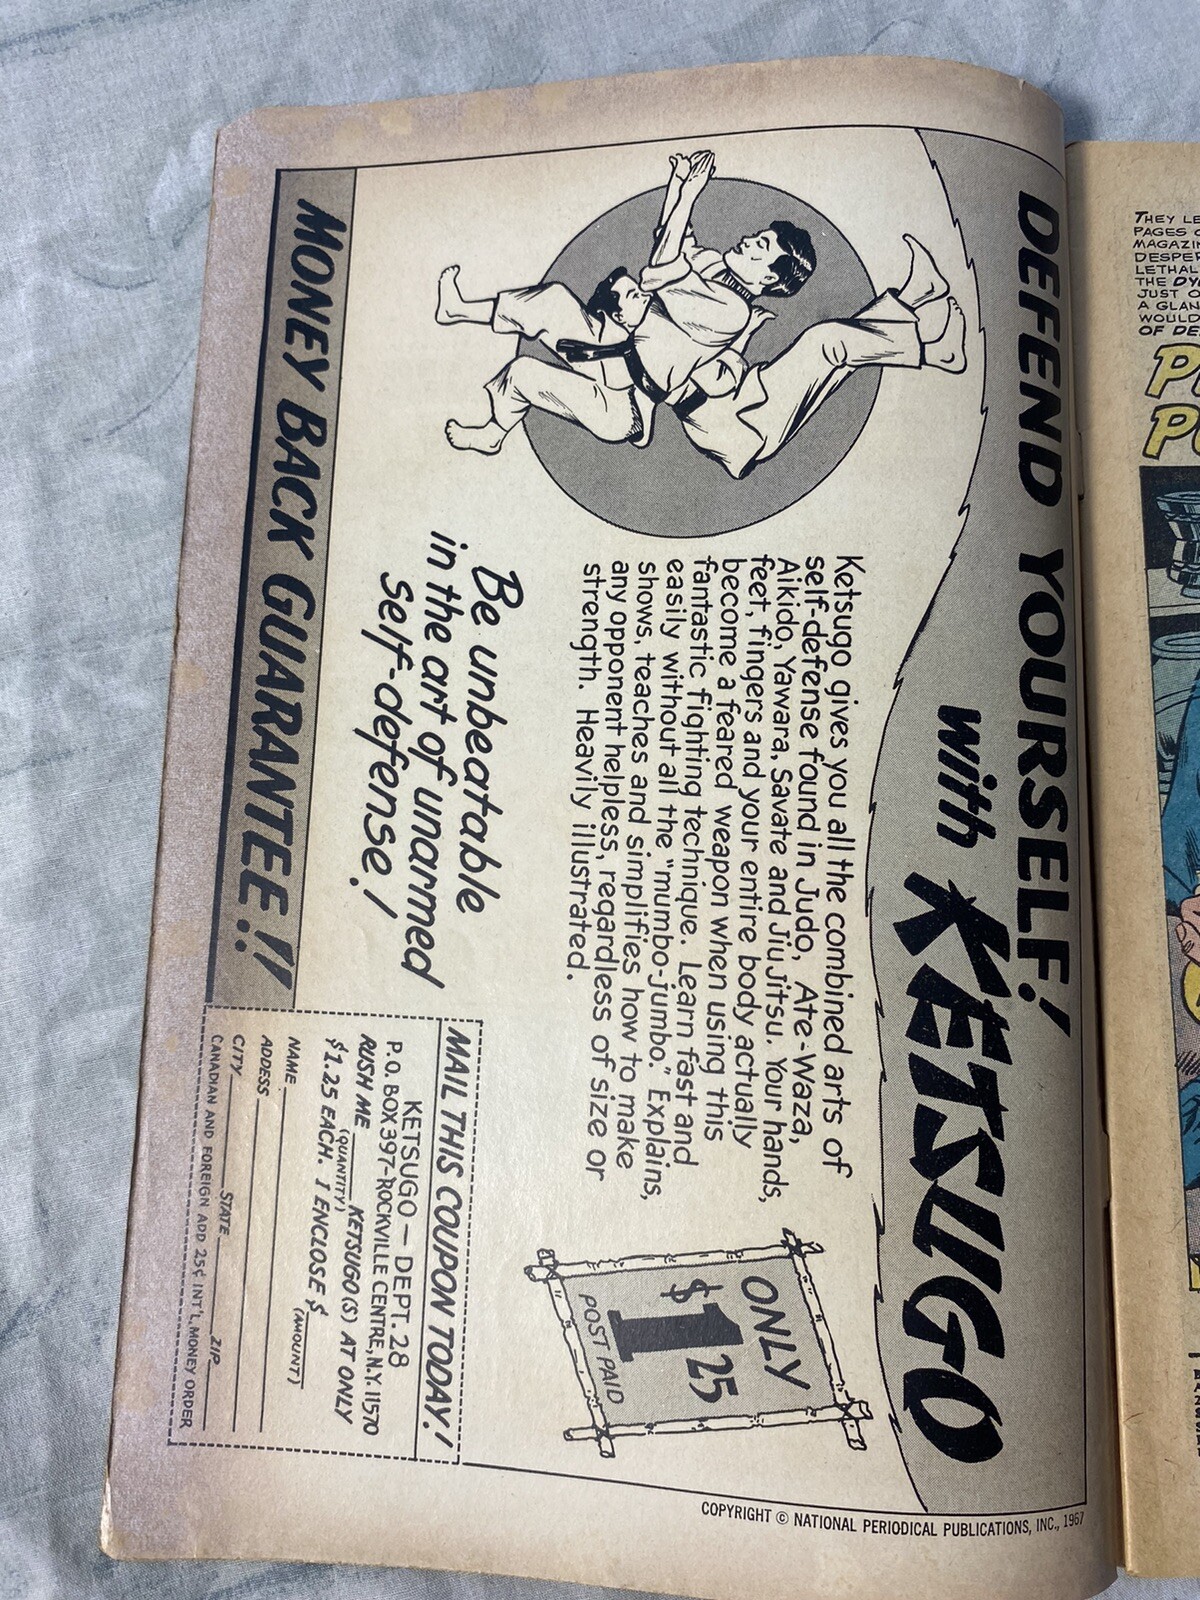 DEFEND YOURSELF!
with KETSUGO
Ketsugo gives you all the combined arts of
self-defense found in Judo, Ate-Waza,
Aikido, Yawara, Savate and Jiu Jitsu. Your hands,
feet, fingers and your entire body actually
become a feared weapon when using this
fantastic fighting technique. Learn fast and
easily without all the "mumbo-jumbo." Explains,
shows, teaches and simplifies how to make
any opponent helpless, regardless of size or
strength. Heavily illustrated.
Be unbeatable
in the art of unarmed
self-defense!
ONLY
$1 25
POST PAID
MONEY BACK GUARANTEE!!
MAIL THIS COUPON TODAY!
KETSUGO — DEPT. 28
P.O. BOX 397-ROCKVILLE CENTRE, N.Y. 11570
RUSH ME KETSUGO(S) AT ONLY
(QUANTITY)
$1.25 EACH. I ENCLOSE $
(AMOUNT)
NAME
ADDESS
CITY STATE ZIP
CANADIAN AND FOREIGN ADD 25¢ INT'L, MONEY ORDER
COPYRIGHT © NATIONAL PERIODICAL PUBLICATIONS, INC., 1967
THEY
PAGES
LETHAL
THE
JUST
WOULD
OF